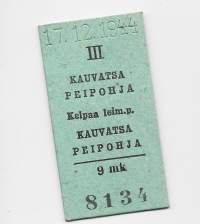 17.12.1944
III
KAUVATSA
PEIPOHJA
Kelpaa leim.p.
KAUVATSA
PEIPOHJA
9 mk
8134